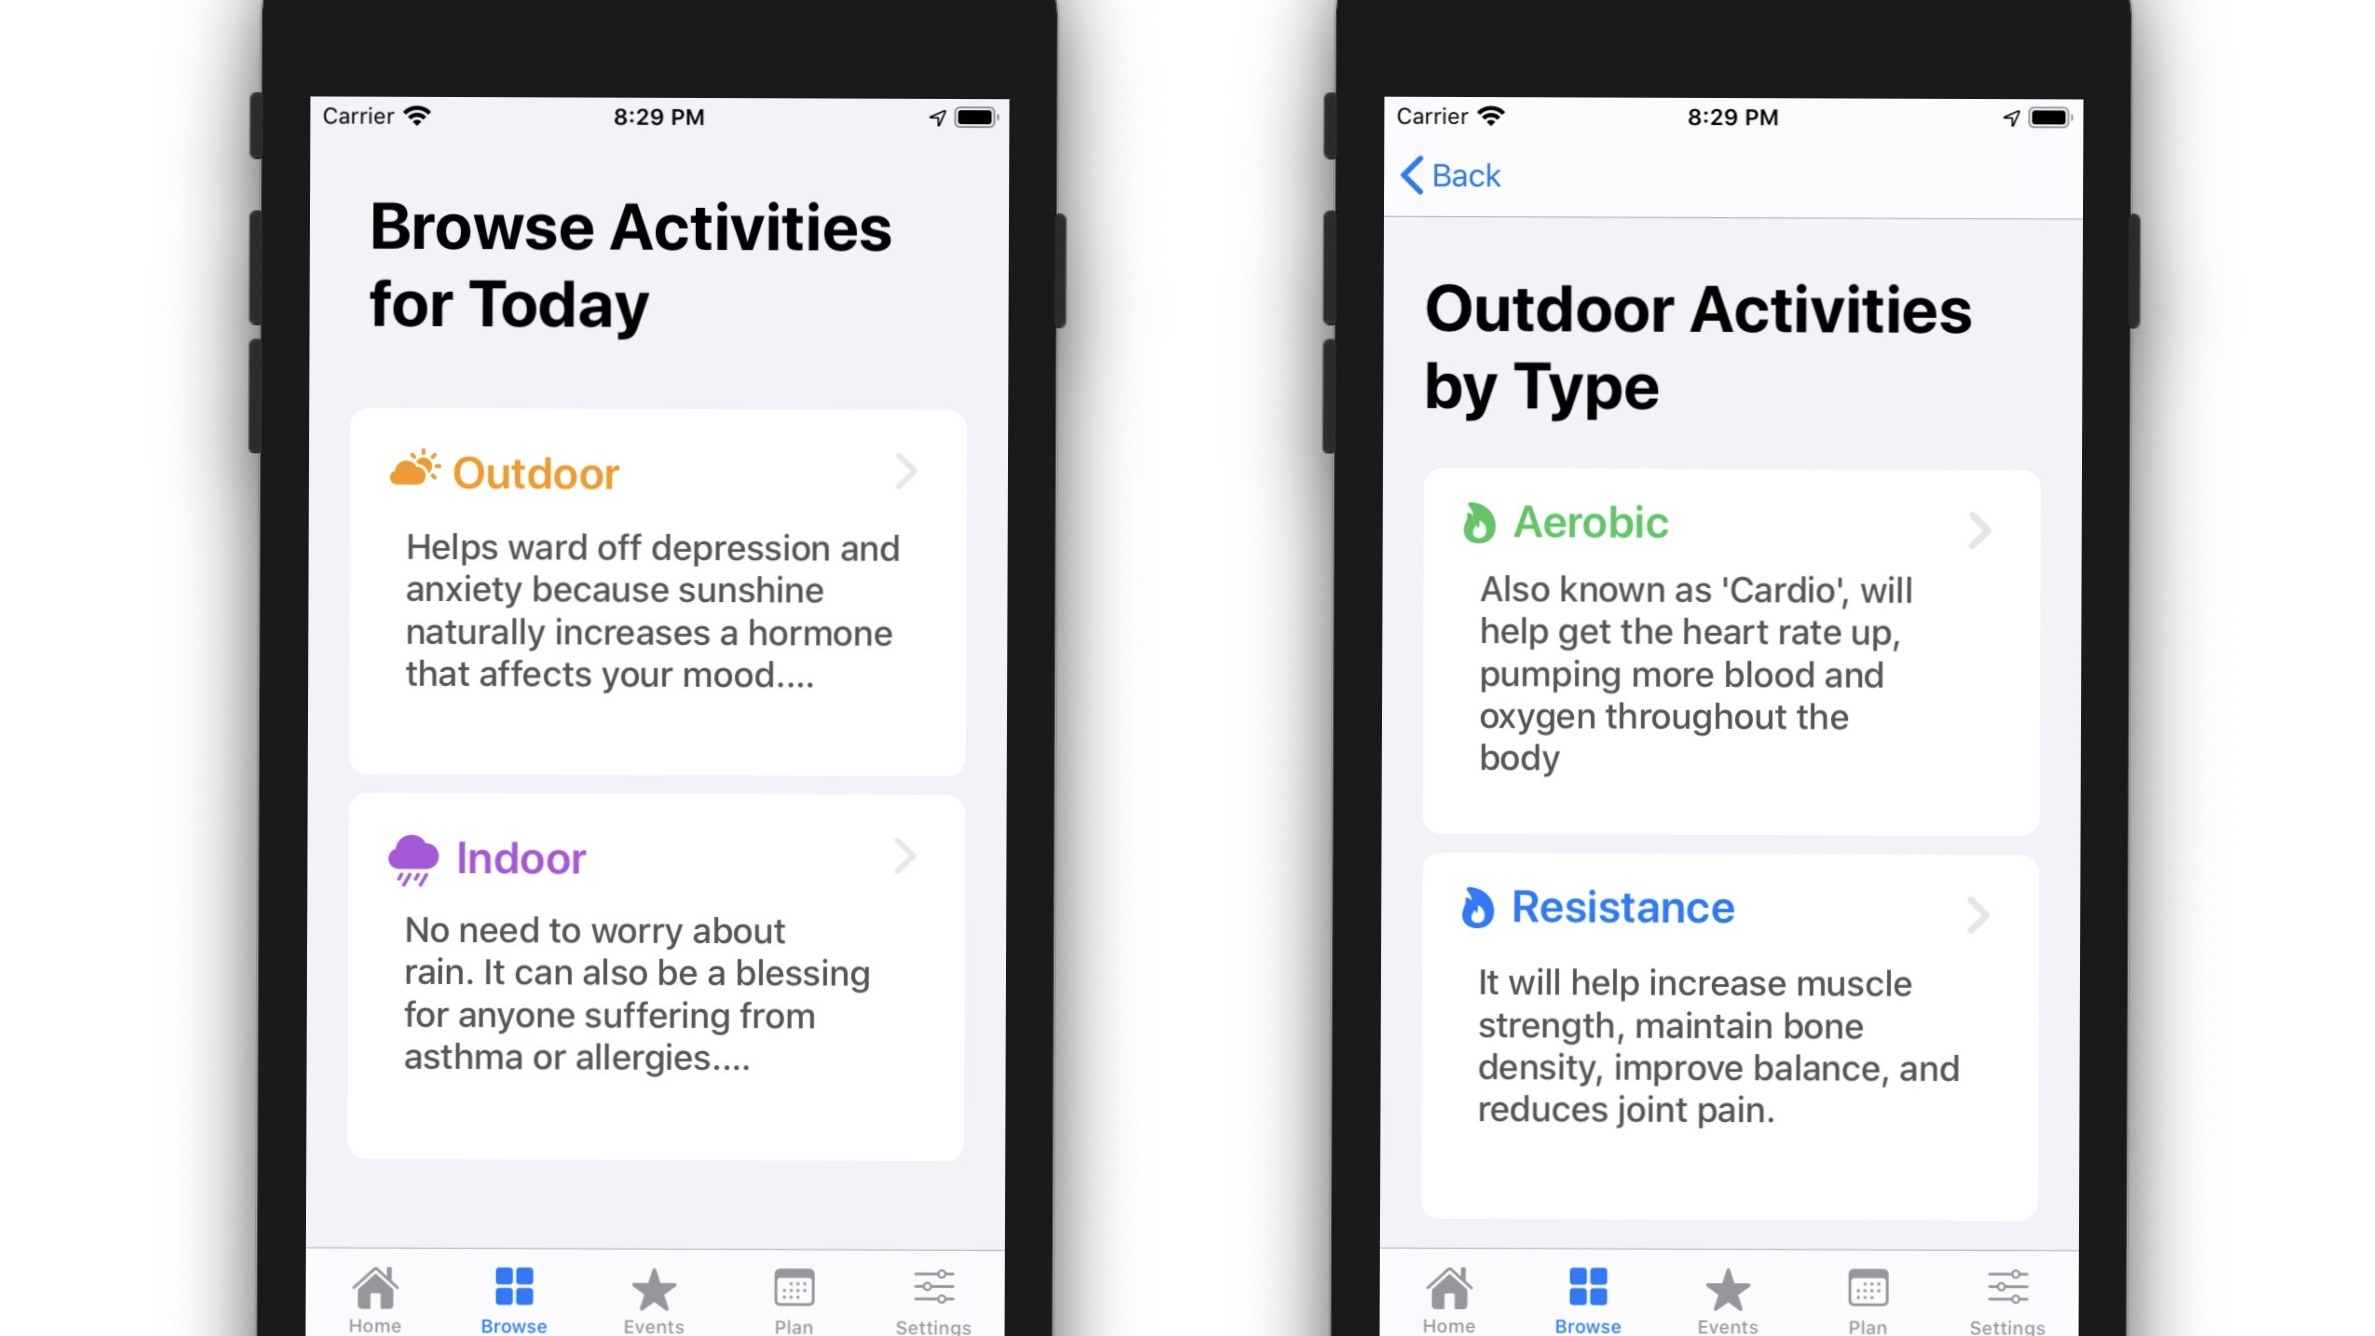 Carrier 8:29 PM
Browse Activities
for Today
Outdoor
Helps ward off depression and
anxiety because sunshine
naturally increases a hormone
that affects your mood....
Indoor
No need to worry about
rain. It can also be a blessing
for anyone suffering from
asthma or allergies....
Home Browse Events Plan Settings
Carrier 8:29 PM
Back
Outdoor Activities
by Type
Aerobic
Also known as 'Cardio', will
help get the heart rate up,
pumping more blood and
oxygen throughout the
body
Resistance
It will help increase muscle
strength, maintain bone
density, improve balance, and
reduces joint pain.
Home Browse Events Plan Settings